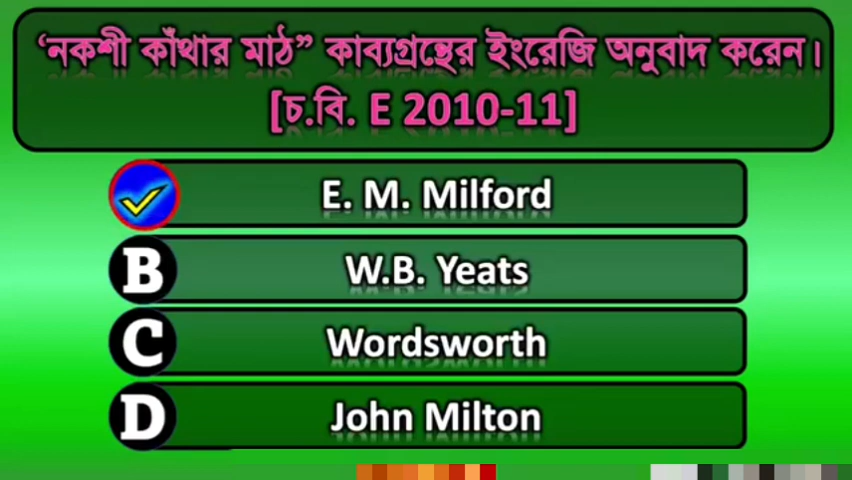 ‘নকশী কাঁথার মাঠ” কাব্যগ্রন্থের ইংরেজি অনুবাদ করেন।
[চ.বি. E 2010-11]
E. M. Milford
B W.B. Yeats
C Wordsworth
D John Milton